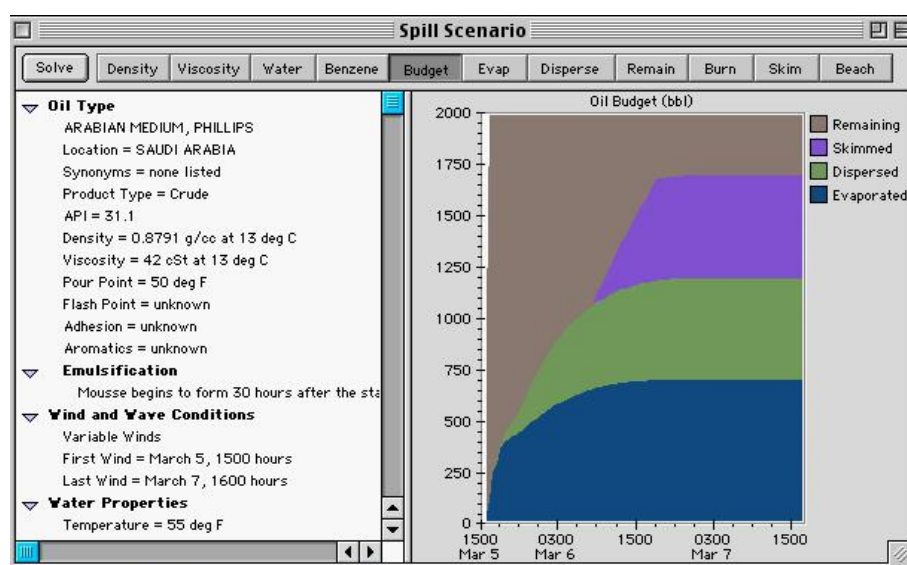 Spill Scenario
Solve Density Viscosity Water Benzene Budget Evap Disperse Remain Burn Skim Beach
Oil Type
ARABIAN MEDIUM, PHILLIPS
Location = SAUDI ARABIA
Synonyms = none listed
Product Type = Crude
API = 31.1
Density = 0.8791 g/cc at 13 deg C
Viscosity = 42 cSt at 13 deg C
Pour Point = 50 deg F
Flash Point = unknown
Adhesion = unknown
Aromatics = unknown
Emulsification
Mousse begins to form 30 hours after the sta
Wind and Wave Conditions
Variable Winds
First Wind = March 5, 1500 hours
Last Wind = March 7, 1600 hours
Water Properties
Temperature = 55 deg F
Oil Budget (bbl)
2000
1750
1500
1250
1000
750
500
250
0
1500 0300 1500 0300 1500
Mar 5 Mar 6 Mar 7
Remaining
Skimmed
Dispersed
Evaporated